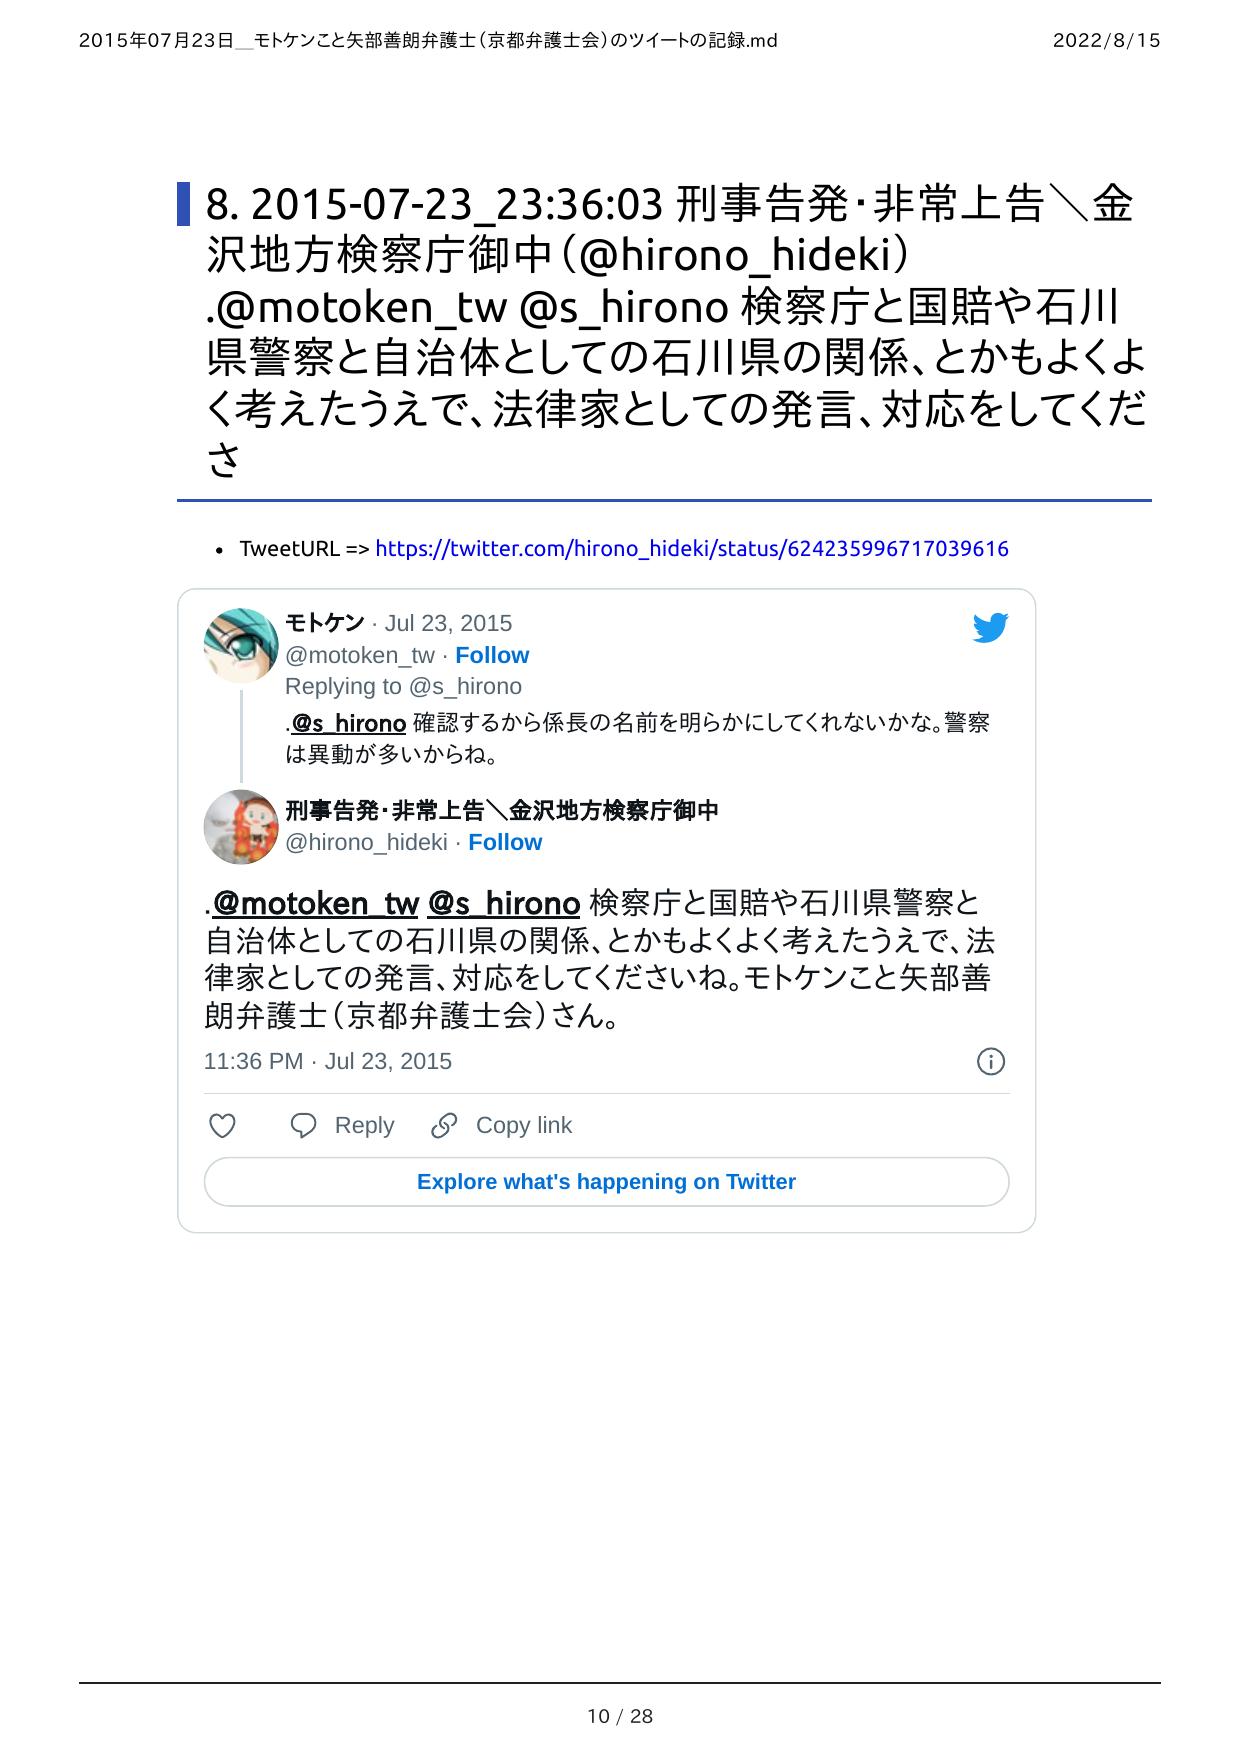 2015年07月23日__モトケンこと矢部善朗弁護士(京都弁護士会)のツイートの記録.md
2022/8/15
8. 2015-07-23_23:36:03 刑事告発・非常上告＼金
沢地方検察庁御中（@hirono_hideki）
.@motoken_tw @s_hirono 検察庁と国賠や石川
県警察と自治体としての石川県の関係、とかもよくよ
く考えたうえで、法律家としての発言、対応をしてくだ
さ
• TweetURL => https://twitter.com/hirono_hideki/status/624235996717039616
モトケン · Jul 23, 2015
@motoken_tw · Follow
Replying to @s_hirono
.@s_hirono 確認するから係長の名前を明らかにしてくれないかな。警察
は異動が多いからね。
刑事告発・非常上告＼金沢地方検察庁御中
@hirono_hideki · Follow
.@motoken_tw @s_hirono 検察庁と国賠や石川県警察と
自治体としての石川県の関係、とかもよくよく考えたうえで、法
律家としての発言、対応をしてくださいね。モトケンこと矢部善
朗弁護士（京都弁護士会）さん。
11:36 PM · Jul 23, 2015
Reply
Copy link
Explore what's happening on Twitter
10 / 28